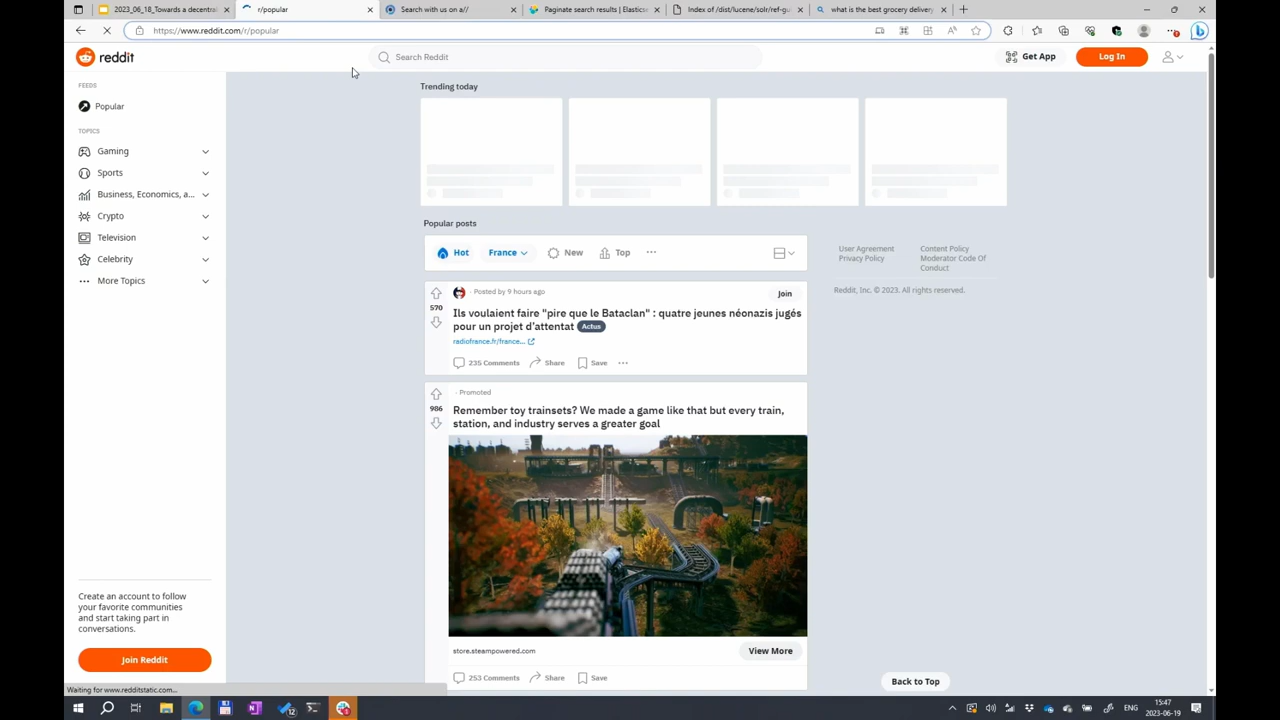 2023_06_18_Towards a decentral
r/popular
Search with us on a//
Paginate search results | Elastics
Index of /dist/lucene/solr/ref-gu
what is the best grocery delivery
https://www.reddit.com/r/popular
reddit
Search Reddit
Get App
Log In
FEEDS
Popular
TOPICS
Gaming
Sports
Business, Economics, a...
Crypto
Television
Celebrity
More Topics
Create an account to follow
your favorite communities
and start taking part in
conversations.
Join Reddit
Trending today
Popular posts
Hot
France
New
Top
...
570
· Posted by 9 hours ago
Join
Ils voulaient faire "pire que le Bataclan" : quatre jeunes néonazis jugés
pour un projet d'attentat Actus
radiofrance.fr/france...
235 Comments
Share
Save
...
986
· Promoted
Remember toy trainsets? We made a game like that but every train,
station, and industry serves a greater goal
store.steampowered.com
View More
253 Comments
Share
Save
User Agreement
Privacy Policy
Content Policy
Moderator Code Of
Conduct
Reddit, Inc. © 2023. All rights reserved.
Back to Top
Waiting for www.redditstatic.com...
12
ENG
15:47
2023-06-19